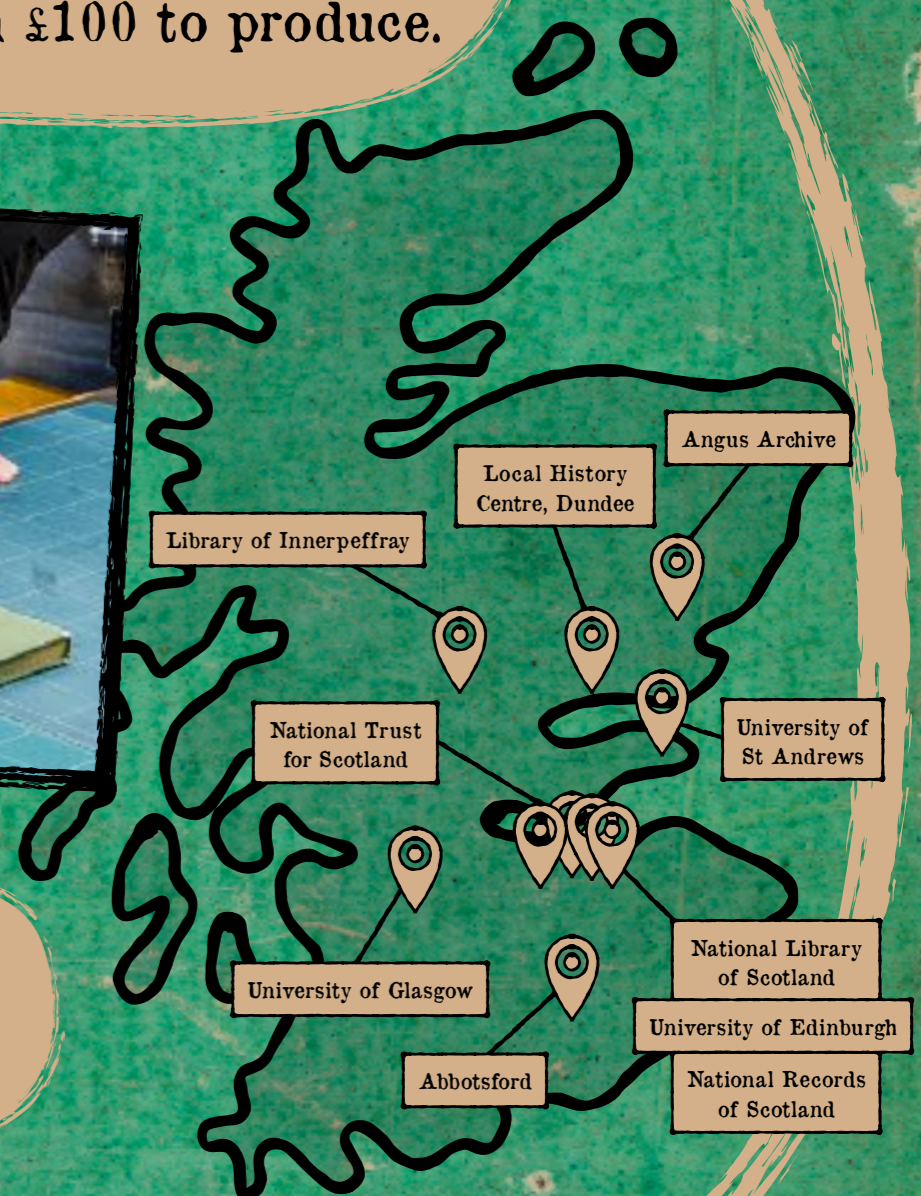 £100 to produce.
Angus Archive
Local History
Centre, Dundee
Library of Innerpeffray
University of
St Andrews
National Trust
for Scotland
National Library
of Scotland
University of Glasgow
University of Edinburgh
Abbotsford
National Records
of Scotland